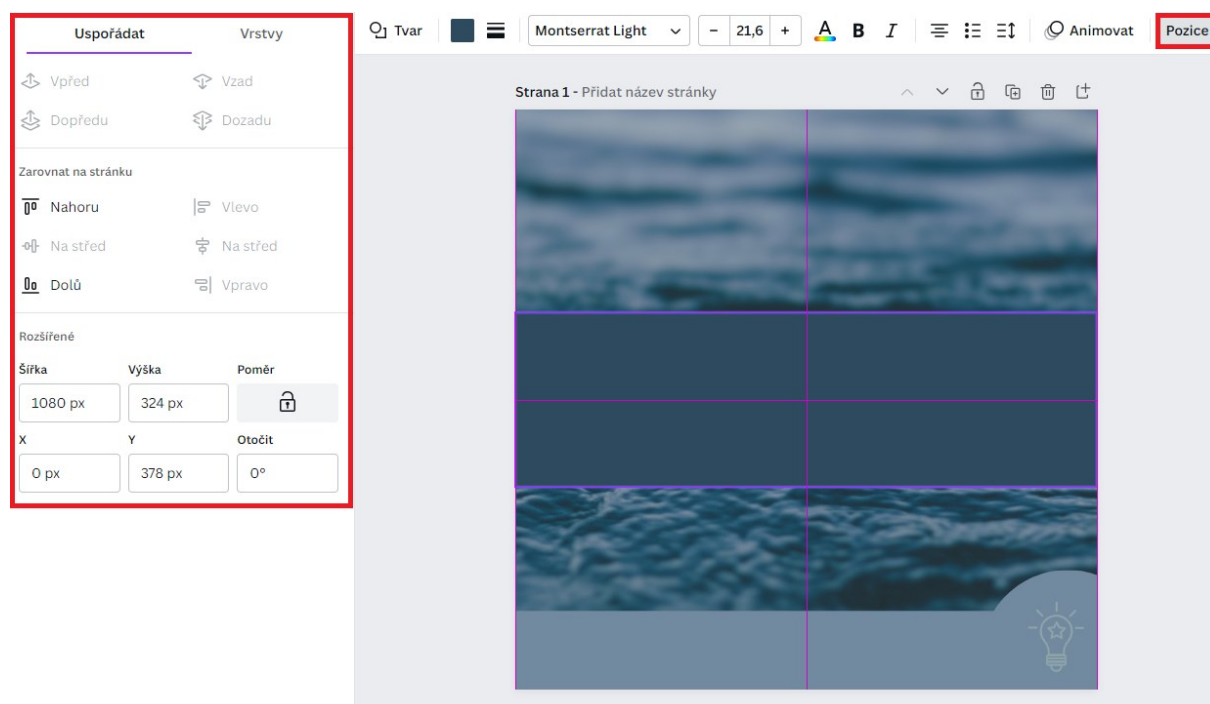 Uspořádat Vrstvy
Tvar Montserrat Light – 21,6 + A B I Animovat Pozice
Vpřed Vzad
Dopředu Dozadu
Zarovnat na stránku
Nahoru Vlevo
Na střed Na střed
Dolů Vpravo
Rozšířené
Šířka Výška Poměr
1080 px 324 px
X Y Otočit
0 px 378 px 0°
Strana 1 - Přidat název stránky